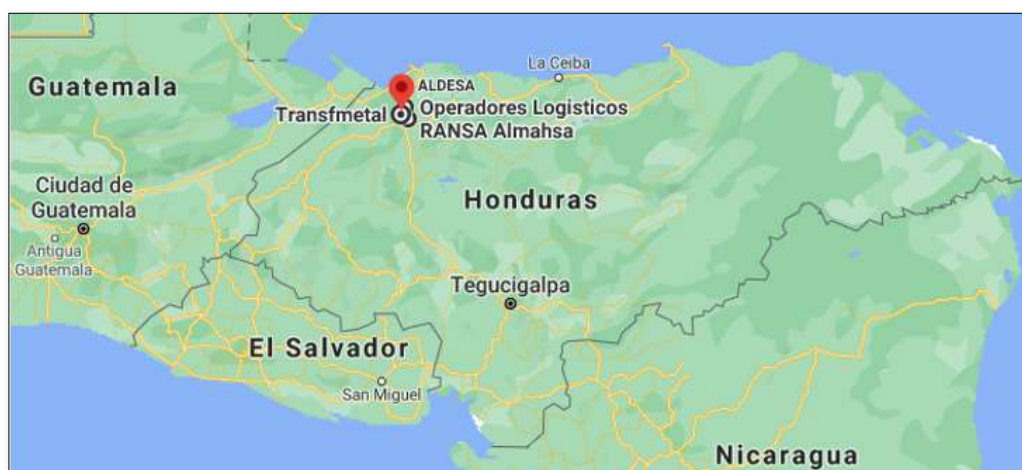 La Ceiba
Guatemala
ALDESA
Transfmetal
Operadores Logisticos
RANSA Almahsa
Ciudad de
Guatemala
Honduras
Antigua
Guatemala
Tegucigalpa
El Salvador
San Miguel
Nicaragua